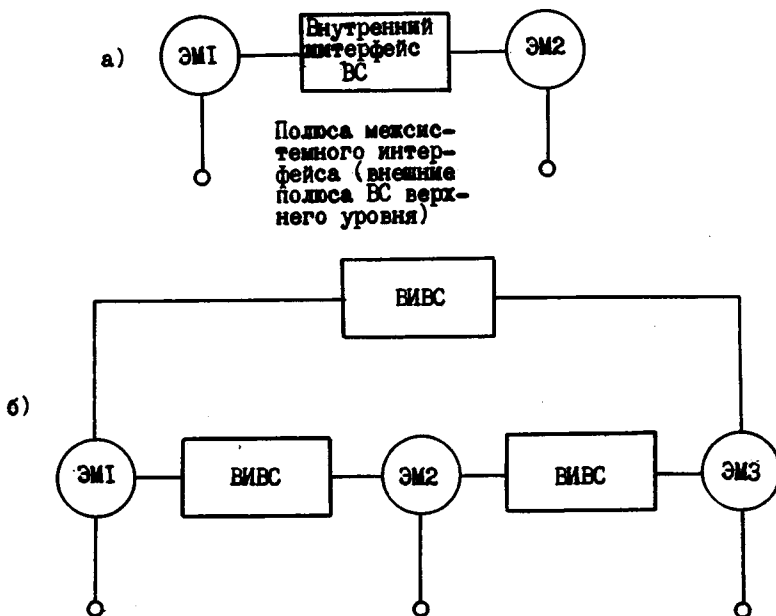 а)
ЭМ1
Внутренний
интерфейс
ВС
ЭМ2
Полюса межсис-
темного интер-
фейса (внешние
полюса ВС верх-
него уровня)
ВИВС
б)
ЭМ1
ВИВС
ЭМ2
ВИВС
ЭМ3